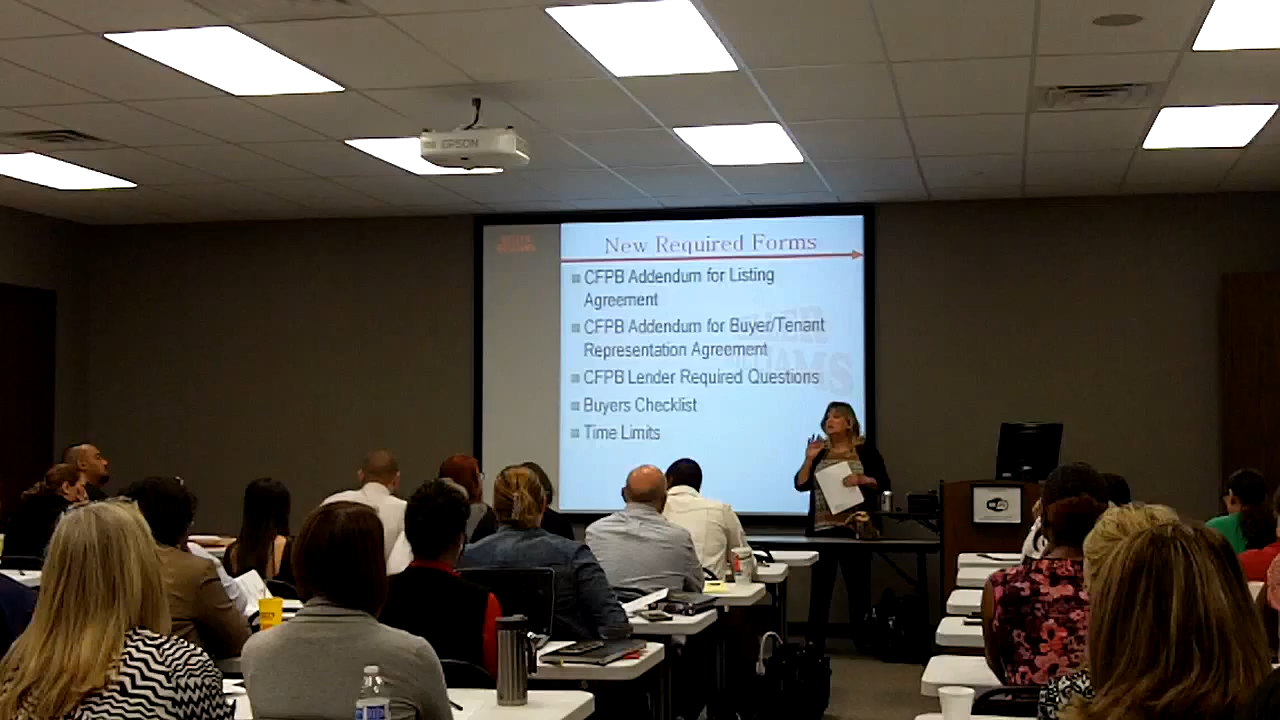 EPSON
New Required Forms
CFPB Addendum for Listing
Agreement
CFPB Addendum for Buyer/Tenant
Representation Agreement
CFPB Lender Required Questions
Buyers Checklist
Time Limits